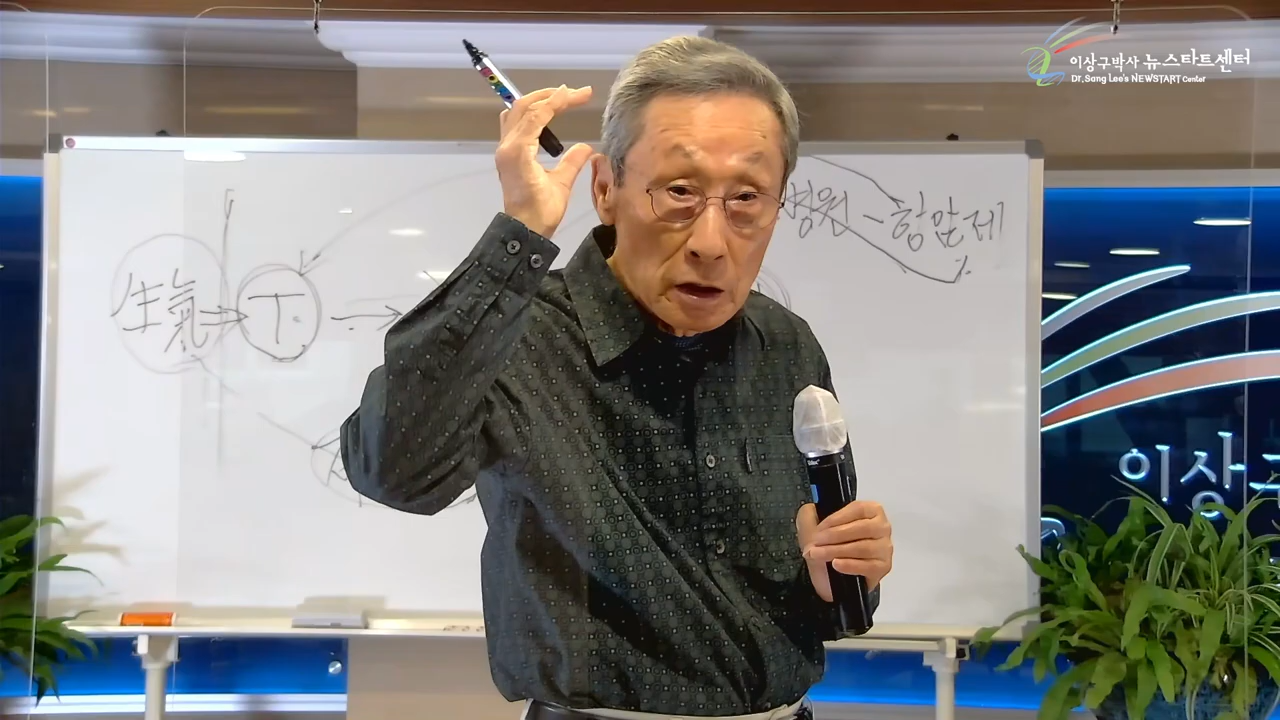 이상구박사 뉴스타트센터
Dr. Sang Lee's NEWSTART Center
병원 - 항암제
生氣 → T →
이상구